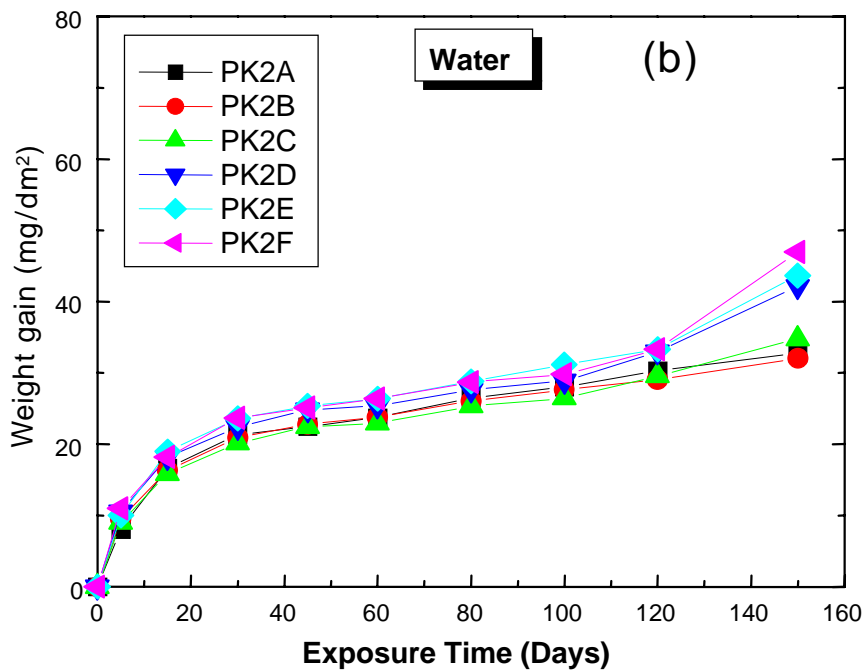 80
60
40
20
0
Weight gain (mg/dm²)
PK2A
PK2B
PK2C
PK2D
PK2E
PK2F
Water
(b)
0 20 40 60 80 100 120 140 160
Exposure Time (Days)